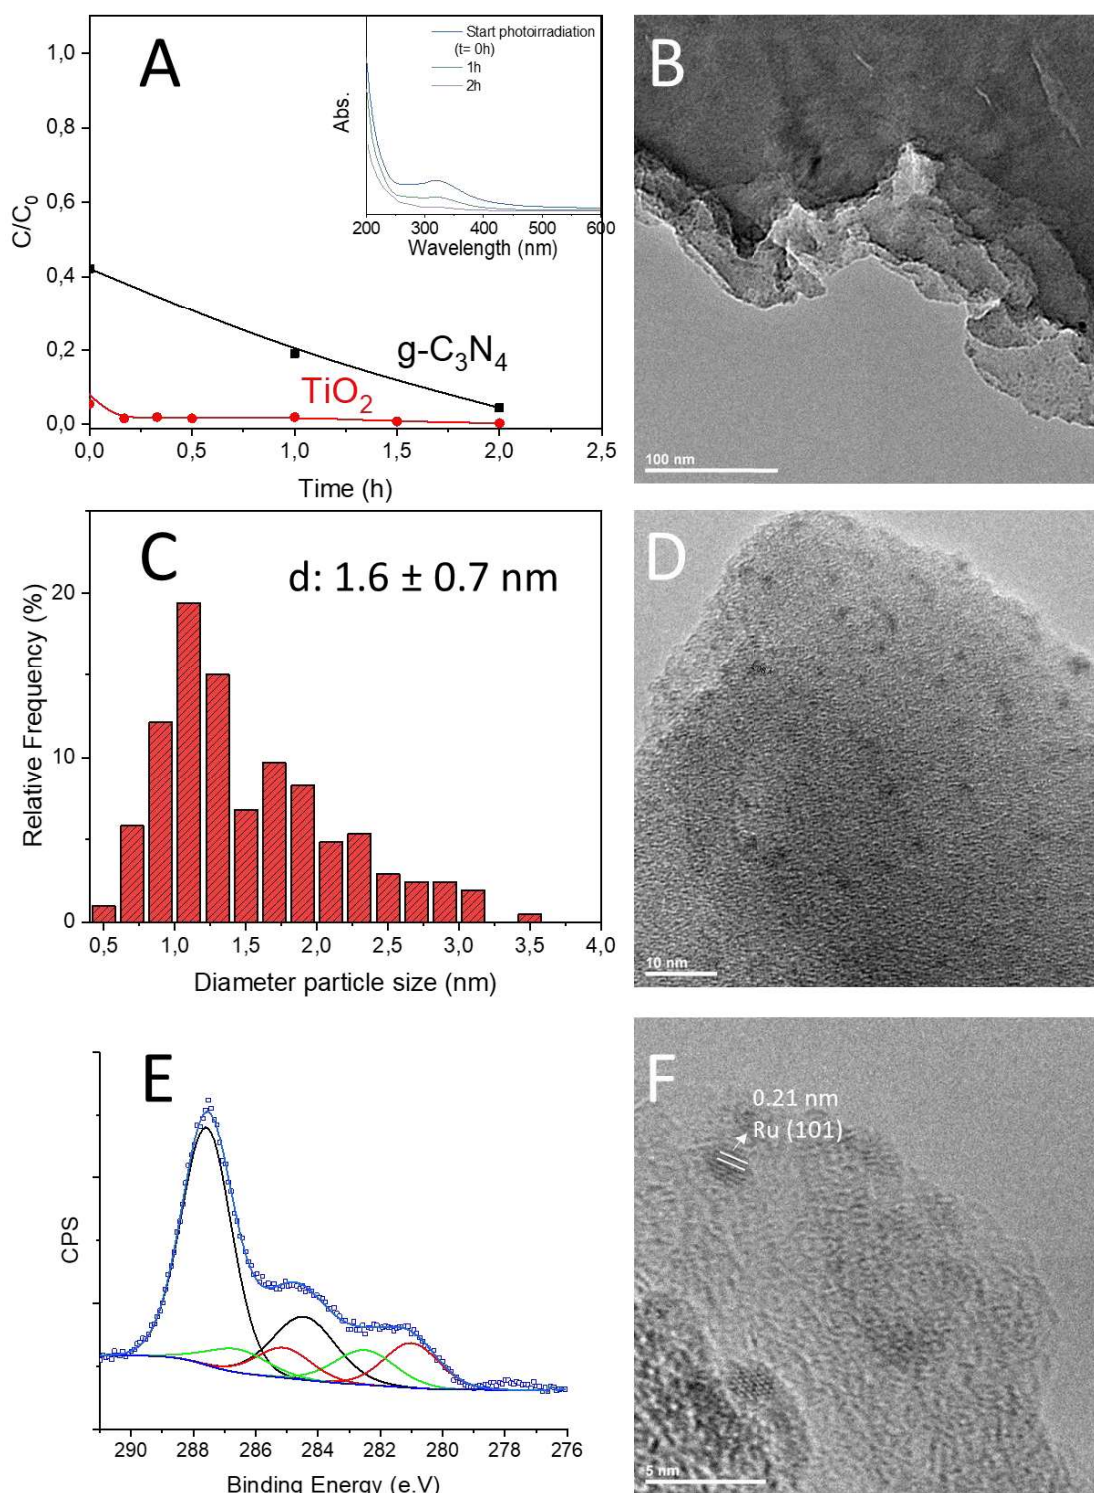 A
1,0
0,8
0,6
0,4
0,2
0,0
C/C0
0,0
0,5
1,0
1,5
2,0
2,5
Time (h)
g-C3N4
TiO2
Start photoirradiation
(t= 0h)
1h
2h
Abs.
200
300
400
500
600
Wavelength (nm)
B
100 nm
C
d: 1.6 ± 0.7 nm
20
10
0
Relative Frequency (%)
0,5
1,0
1,5
2,0
2,5
3,0
3,5
4,0
Diameter particle size (nm)
D
10 nm
E
CPS
290
288
286
284
282
280
278
276
Binding Energy (e.V)
F
0.21 nm
Ru (101)
5 nm